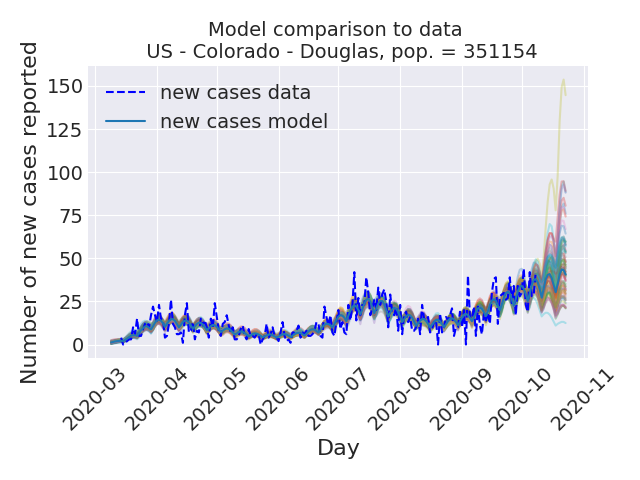 Model comparison to data
US - Colorado - Douglas, pop. = 351154
Number of new cases reported
150
125
100
75
50
25
0
new cases data
new cases model
2020-03
2020-04
2020-05
2020-06
2020-07
2020-08
2020-09
2020-10
2020-11
Day